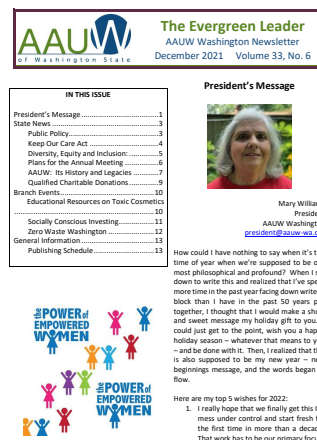 AAUW
of Washington State
The Evergreen Leader
AAUW Washington Newsletter
December 2021 Volume 33, No. 6
IN THIS ISSUE
President's Message.................................1
State News..............................................3
Public Policy.........................................3
Keep Our Care Act................................4
Diversity, Equity and Inclusion:..............5
Plans for the Annual Meeting.................6
AAUW: Its History and Legacies............7
Qualified Charitable Donations...............9
Branch Events........................................10
Educational Resources on Toxic Cosmetics
............................................................10
Socially Conscious Investing..................11
Zero Waste Washington........................12
General Information................................13
Publishing Schedule..............................13
the POWER of
EMPOWERED
WOMEN
the POWER of
EMPOWERED
WOMEN
President's Message
Mary William
Preside
AAUW Washingt
president@aauw-wa.o
How could I have nothing to say when it's t
time of year when we're supposed to be o
most philosophical and profound? When I s
down to write this and realized that I've spe
more time in the past year facing down write
block than I have in the past 50 years p
together, I thought that I would make a sho
and sweet message my holiday gift to you.
could just get to the point, wish you a hap
holiday season – whatever that means to y
– and be done with it. Then, I realized that th
is also supposed to be my new year – ne
beginnings message, and the words began
flow.
Here are my top 5 wishes for 2022:
1. I really hope that we finally get this l
mess under control and start fresh f
the first time in more than a decad
That work has to be our primary focu